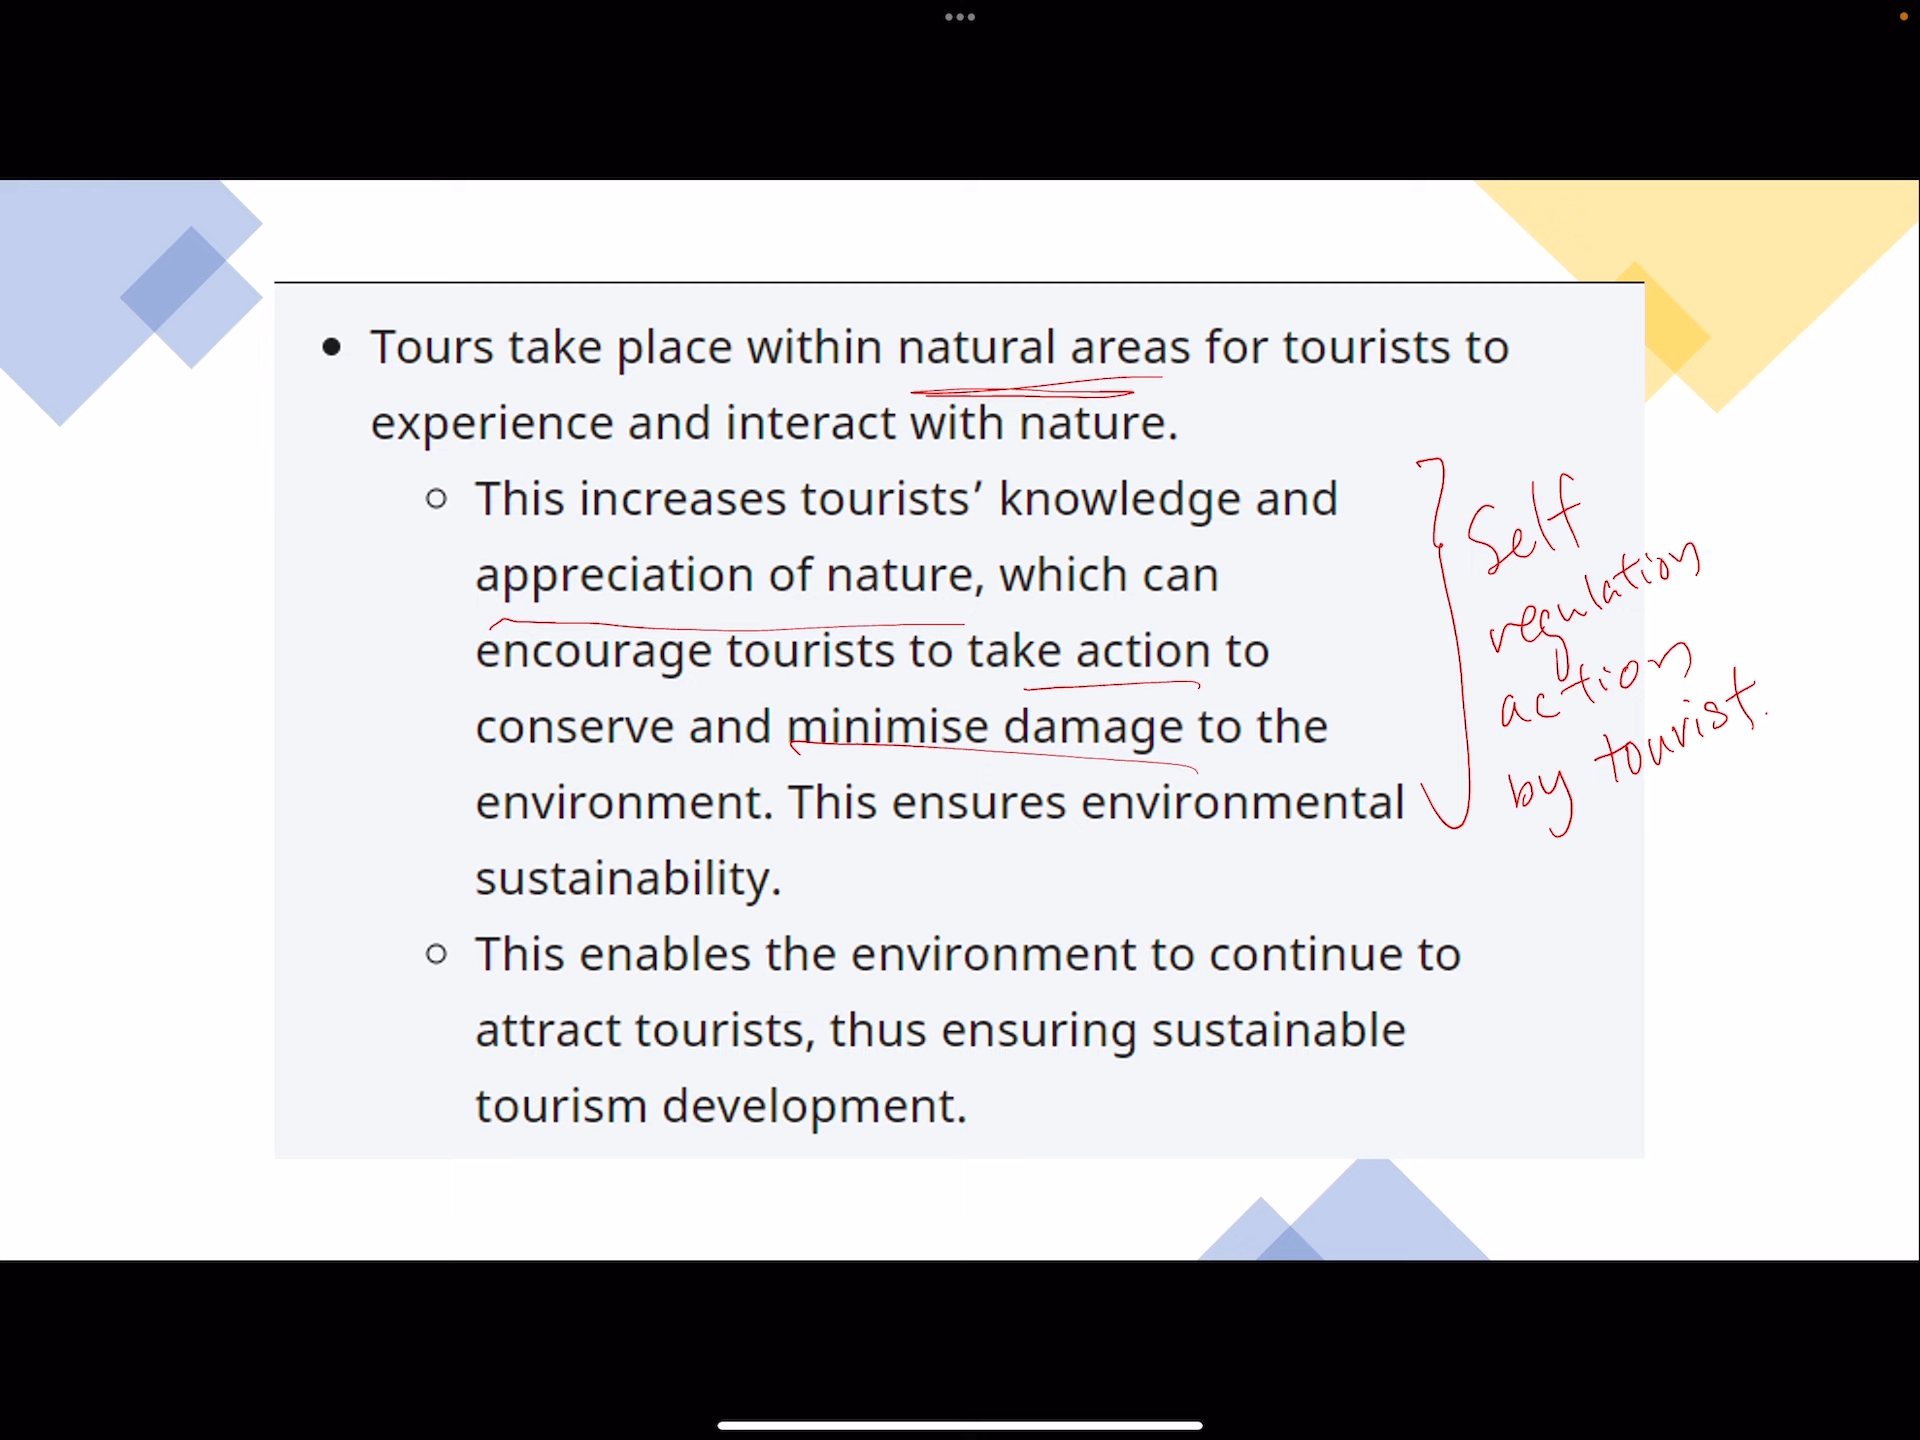 • Tours take place within natural areas for tourists to
experience and interact with nature.
○ This increases tourists’ knowledge and
appreciation of nature, which can
encourage tourists to take action to
conserve and minimise damage to the
environment. This ensures environmental
sustainability.
○ This enables the environment to continue to
attract tourists, thus ensuring sustainable
tourism development.
Self
regulation
action
by tourist.